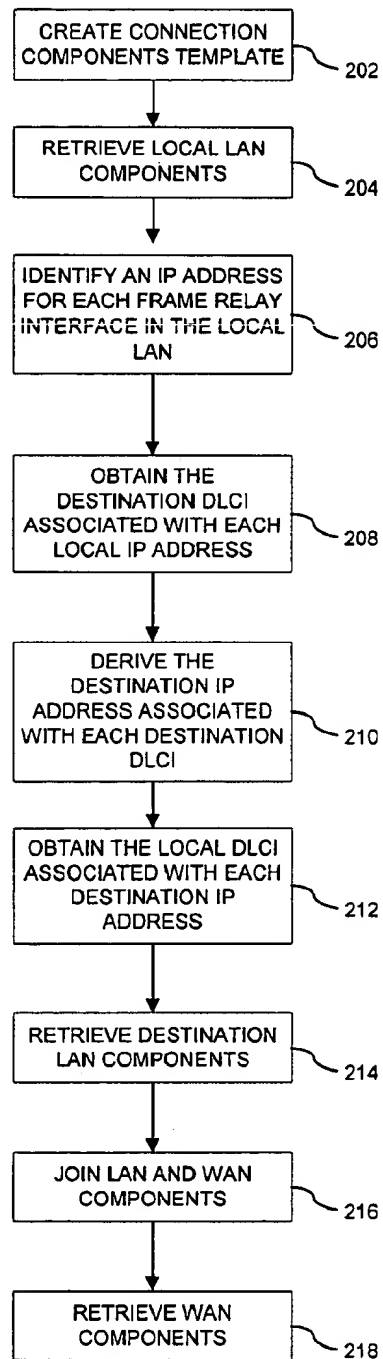 CREATE CONNECTION
COMPONENTS TEMPLATE
202
RETRIEVE LOCAL LAN
COMPONENTS
204
IDENTIFY AN IP ADDRESS
FOR EACH FRAME RELAY
INTERFACE IN THE LOCAL
LAN
206
OBTAIN THE
DESTINATION DLCI
ASSOCIATED WITH EACH
LOCAL IP ADDRESS
208
DERIVE THE
DESTINATION IP
ADDRESS ASSOCIATED
WITH EACH DESTINATION
DLCI
210
OBTAIN THE LOCAL DLCI
ASSOCIATED WITH EACH
DESTINATION IP
ADDRESS
212
RETRIEVE DESTINATION
LAN COMPONENTS
214
JOIN LAN AND WAN
COMPONENTS
216
RETRIEVE WAN
COMPONENTS
218